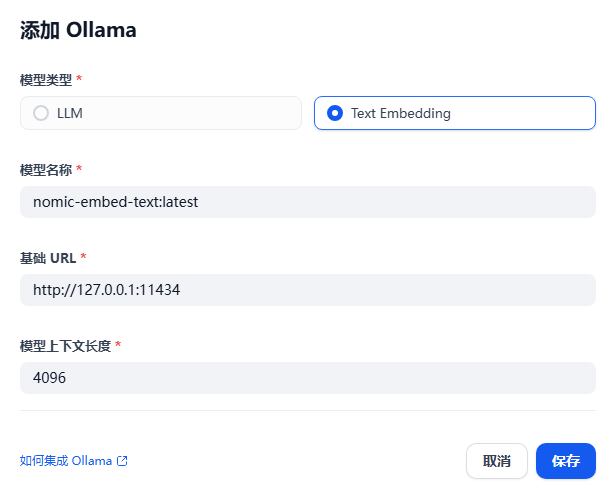 添加 Ollama
模型类型 *
LLM
Text Embedding
模型名称 *
nomic-embed-text:latest
基础 URL *
http://127.0.0.1:11434
模型上下文长度 *
4096
如何集成 Ollama
取消
保存